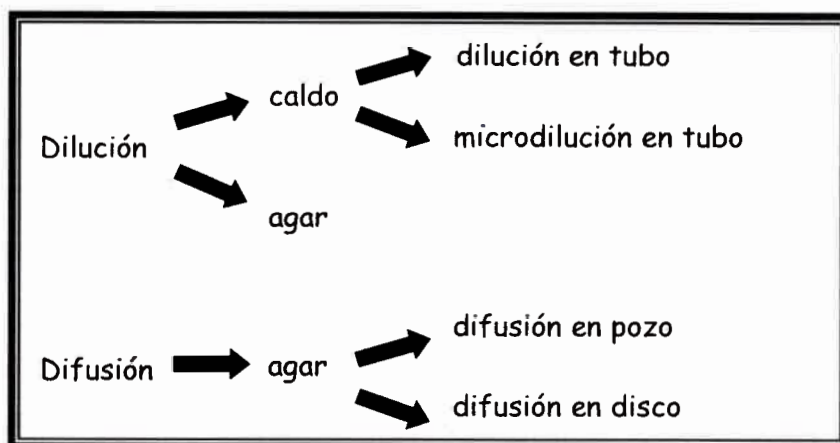 dilución en tubo
caldo
Dilución
microdilución en tubo
agar
difusión en pozo
Difusión
agar
difusión en disco